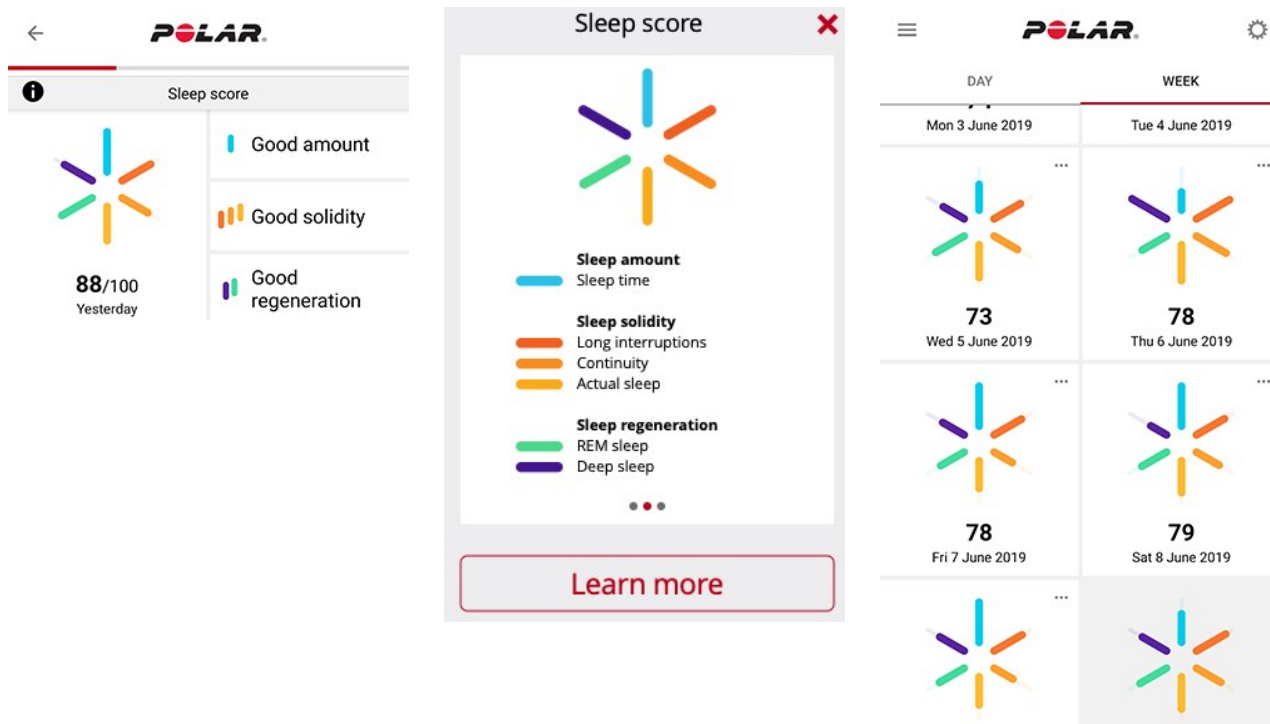 POLAR.
Sleep score
Good amount
Good solidity
Good
regeneration
88/100
Yesterday
Sleep score
Sleep amount
Sleep time
Sleep solidity
Long interruptions
Continuity
Actual sleep
Sleep regeneration
REM sleep
Deep sleep
Learn more
POLAR.
DAY
WEEK
Mon 3 June 2019
Tue 4 June 2019
73
Wed 5 June 2019
78
Thu 6 June 2019
78
Fri 7 June 2019
79
Sat 8 June 2019